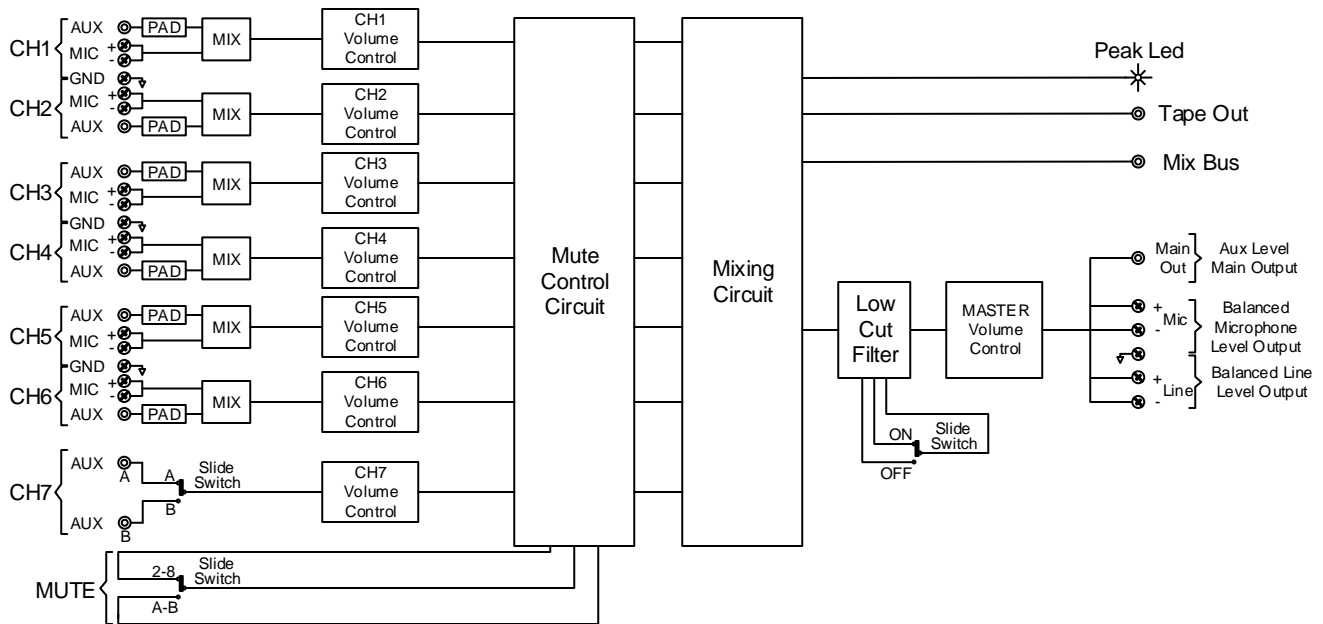 CH1
AUX
PAD
MIC
+
-
MIX
CH1
Volume
Control
GND
CH2
MIC
+
-
AUX
PAD
MIX
CH2
Volume
Control
CH3
AUX
PAD
MIC
+
-
MIX
CH3
Volume
Control
GND
CH4
MIC
+
-
AUX
PAD
MIX
CH4
Volume
Control
CH5
AUX
PAD
MIC
+
-
MIX
CH5
Volume
Control
GND
CH6
MIC
+
-
AUX
PAD
MIX
CH6
Volume
Control
CH7
AUX
A
A
Slide
Switch
B
AUX
B
CH7
Volume
Control
MUTE
2-8
Slide
Switch
A-B
Mute
Control
Circuit
Mixing
Circuit
Peak Led
Tape Out
Mix Bus
Low
Cut
Filter
ON
Slide
Switch
OFF
MASTER
Volume
Control
Main
Out
Aux Level
Main Output
+
Mic
-
Balanced
Microphone
Level Output
+
Line
-
Balanced Line
Level Output